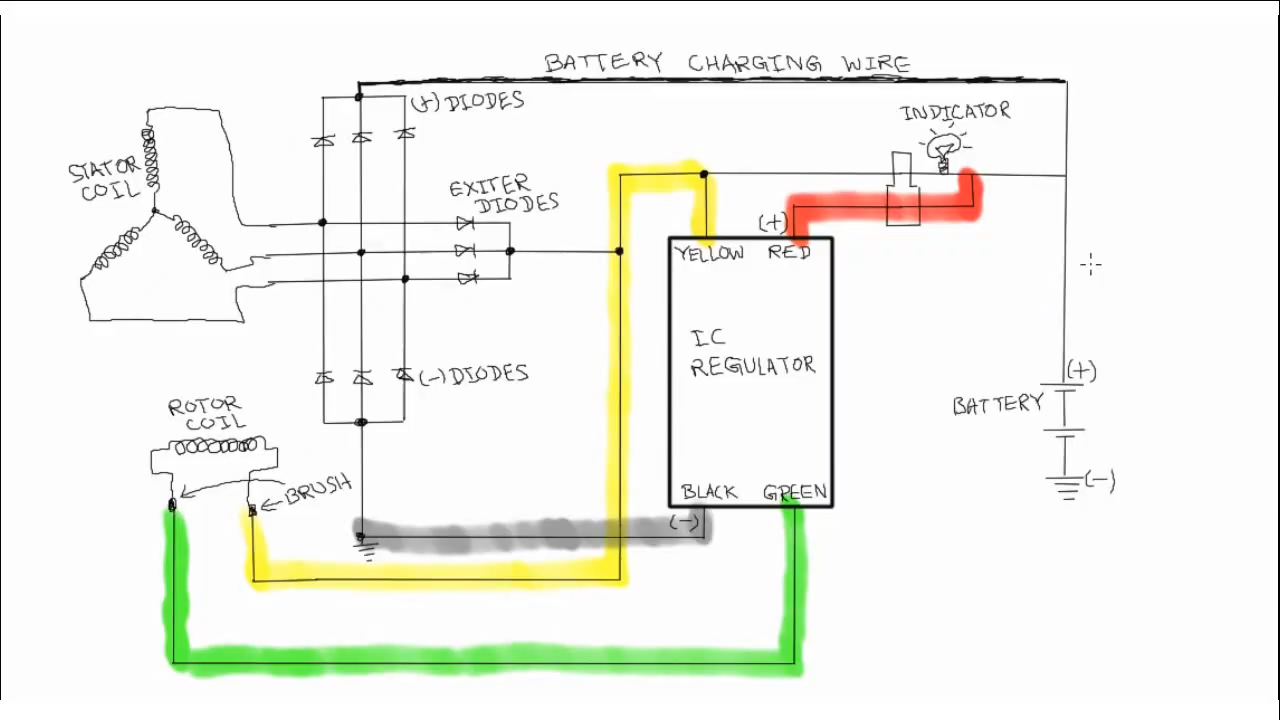 BATTERY CHARGING WIRE
(+) DIODES
INDICATOR
STATOR
COIL
EXITER
DIODES
(+)
YELLOW RED
IC
REGULATOR
(-) DIODES
(+)
BATTERY
ROTOR
COIL
BRUSH
BLACK GREEN
(-)
(-)